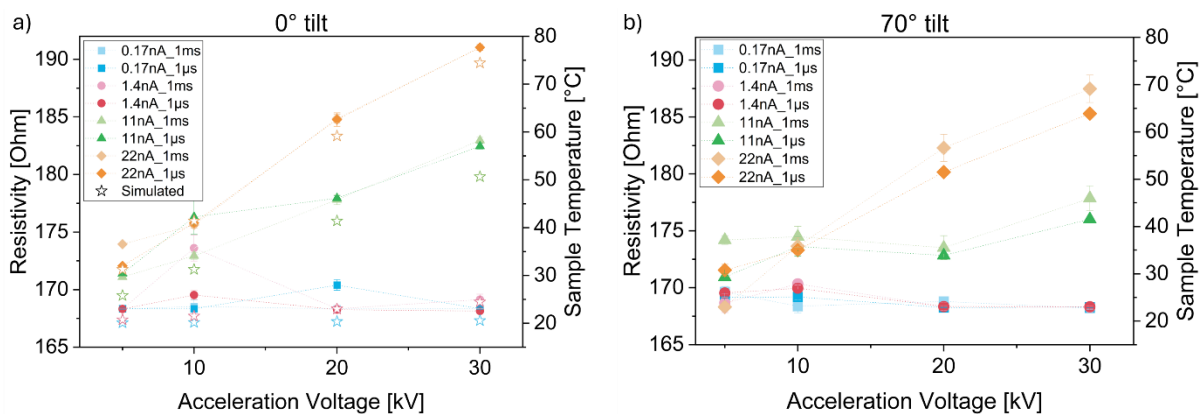 a)
0° tilt
Resistivity [Ohm]
190
185
180
175
170
165
0.17nA_1ms
0.17nA_1µs
1.4nA_1ms
1.4nA_1µs
11nA_1ms
11nA_1µs
22nA_1ms
22nA_1µs
Simulated
80
70
60
50
40
30
20
Sample Temperature [°C]
10
20
30
Acceleration Voltage [kV]
b)
70° tilt
Resistivity [Ohm]
190
185
180
175
170
165
0.17nA_1ms
0.17nA_1µs
1.4nA_1ms
1.4nA_1µs
11nA_1ms
11nA_1µs
22nA_1ms
22nA_1µs
80
70
60
50
40
30
20
Sample Temperature [°C]
10
20
30
Acceleration Voltage [kV]